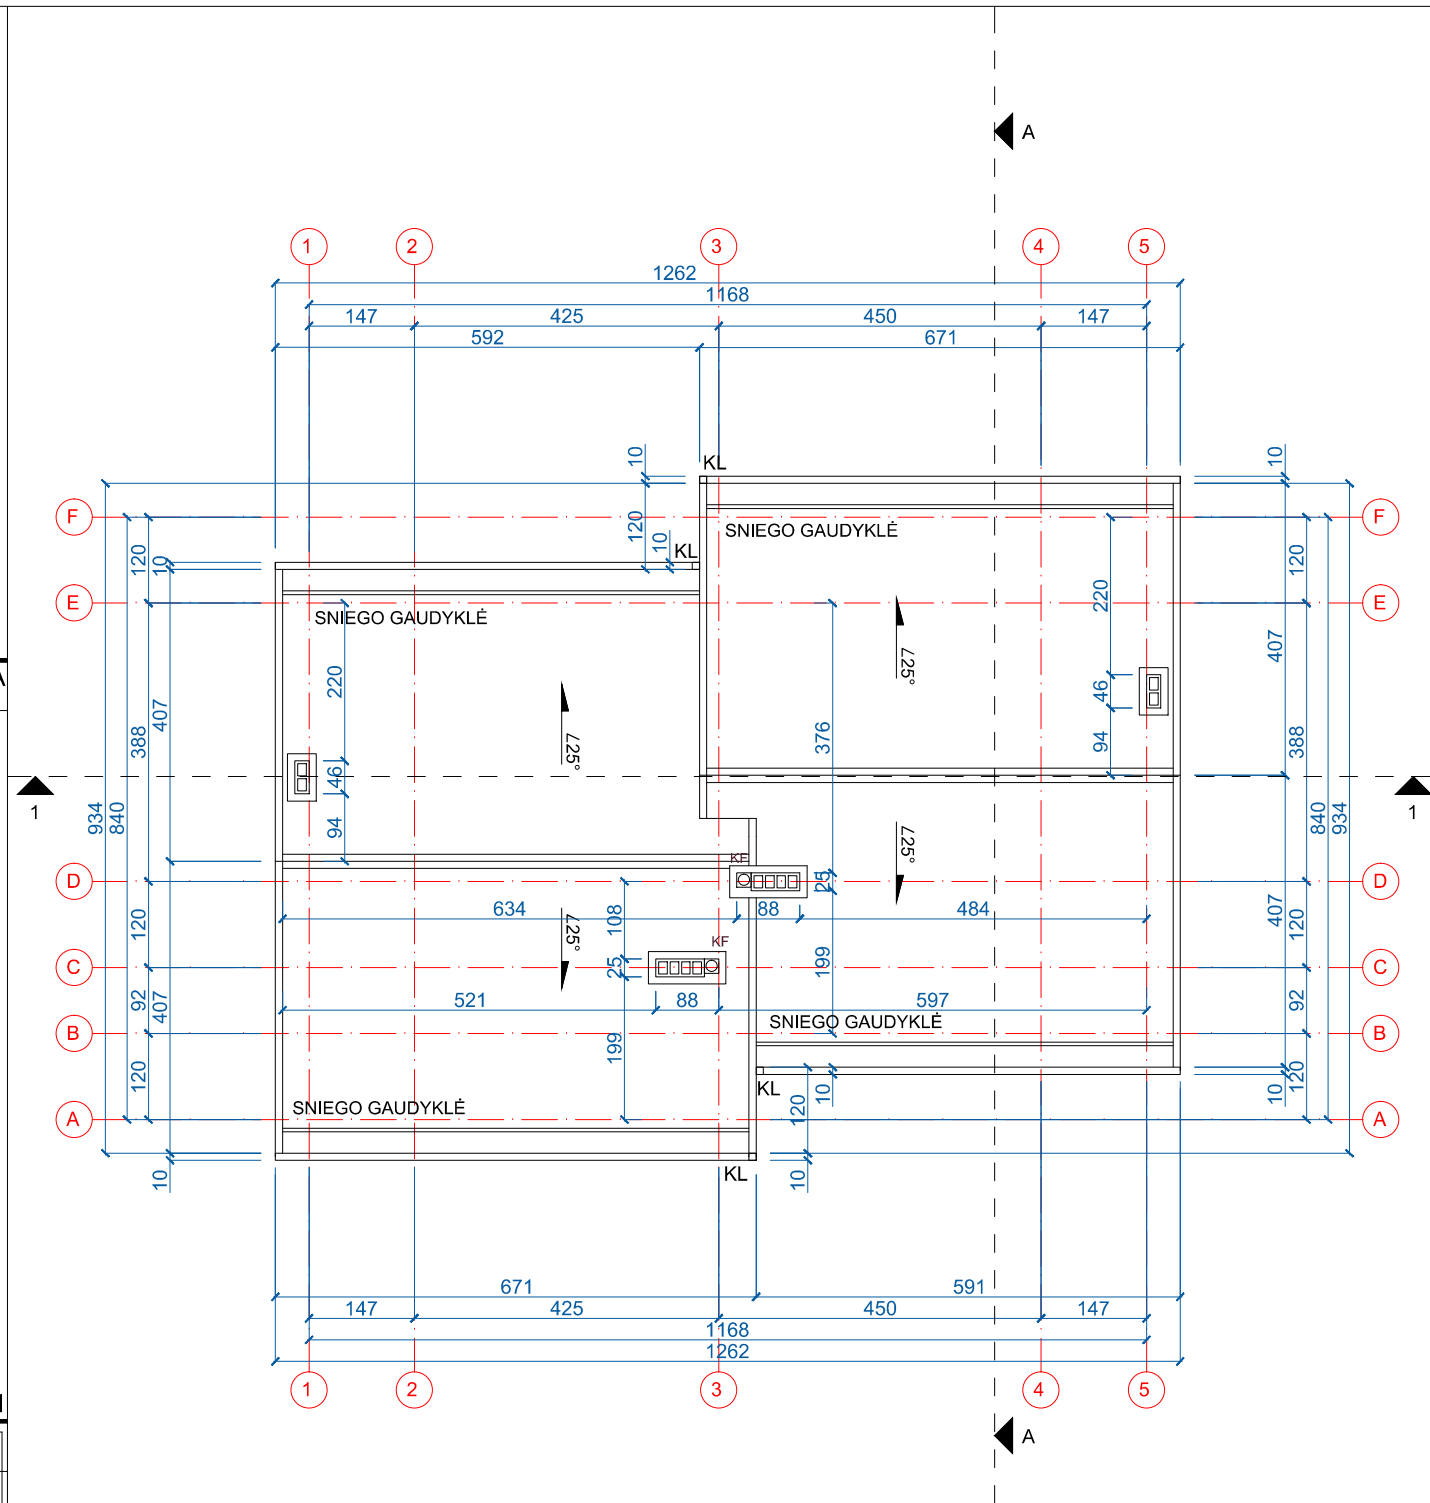 A
1 2 3 4 5
1262
1168
147 425 450 147
592 671
10 KL 10
F F
120 SNIEGO GAUDYKLĖ
120 10 10 KL 120
E E
SNIEGO GAUDYKLĖ
220 220
∠25°
407
407 46
388 376 94 388
∠25°
46
1 1
934 840 94 840 934
∠25°
KF
D 25 D
634 88 484
120 108 199 407 120
∠25°
KF
C 25 C
521 88 597
92 407 92
SNIEGO GAUDYKLĖ
B B
199
120 KL 10 10 120
SNIEGO GAUDYKLĖ 120
A A
10 KL 10
671 591
147 425 450 147
1168
1262
1 2 3 4 5
A